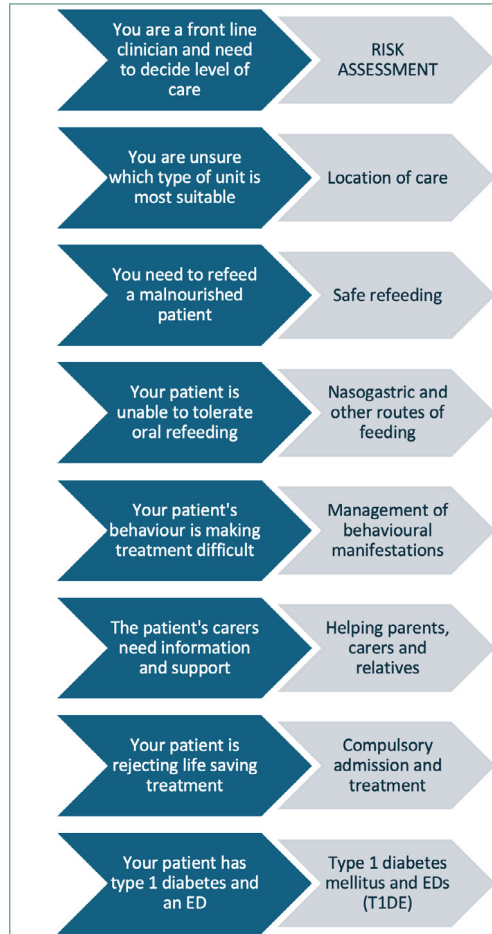 You are a front line
clinician and need
to decide level of
care
RISK
ASSESSMENT
You are unsure
which type of unit is
most suitable
Location of care
You need to refeed
a malnourished
patient
Safe refeeding
Your patient is
unable to tolerate
oral refeeding
Nasogastric and
other routes of
feeding
Your patient's
behaviour is making
treatment difficult
Management of
behavioural
manifestations
The patient's carers
need information
and support
Helping parents,
carers and
relatives
Your patient is
rejecting life saving
treatment
Compulsory
admission and
treatment
Your patient has
type 1 diabetes and
an ED
Type 1 diabetes
mellitus and EDs
(T1DE)